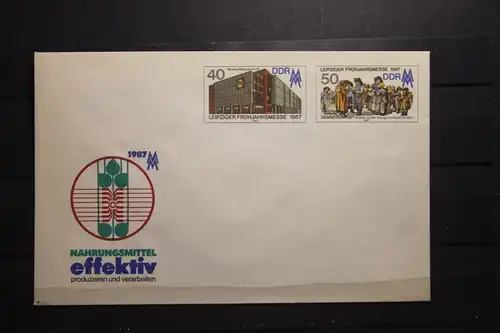 40
DDR
LEIPZIGER FRÜHJAHRSMESSE 1987
LEIPZIGER FRÜHJAHRSMESSE 1987
50
DDR
1987
NAHRUNGSMITTEL
effektiv
produzieren und verarbeiten